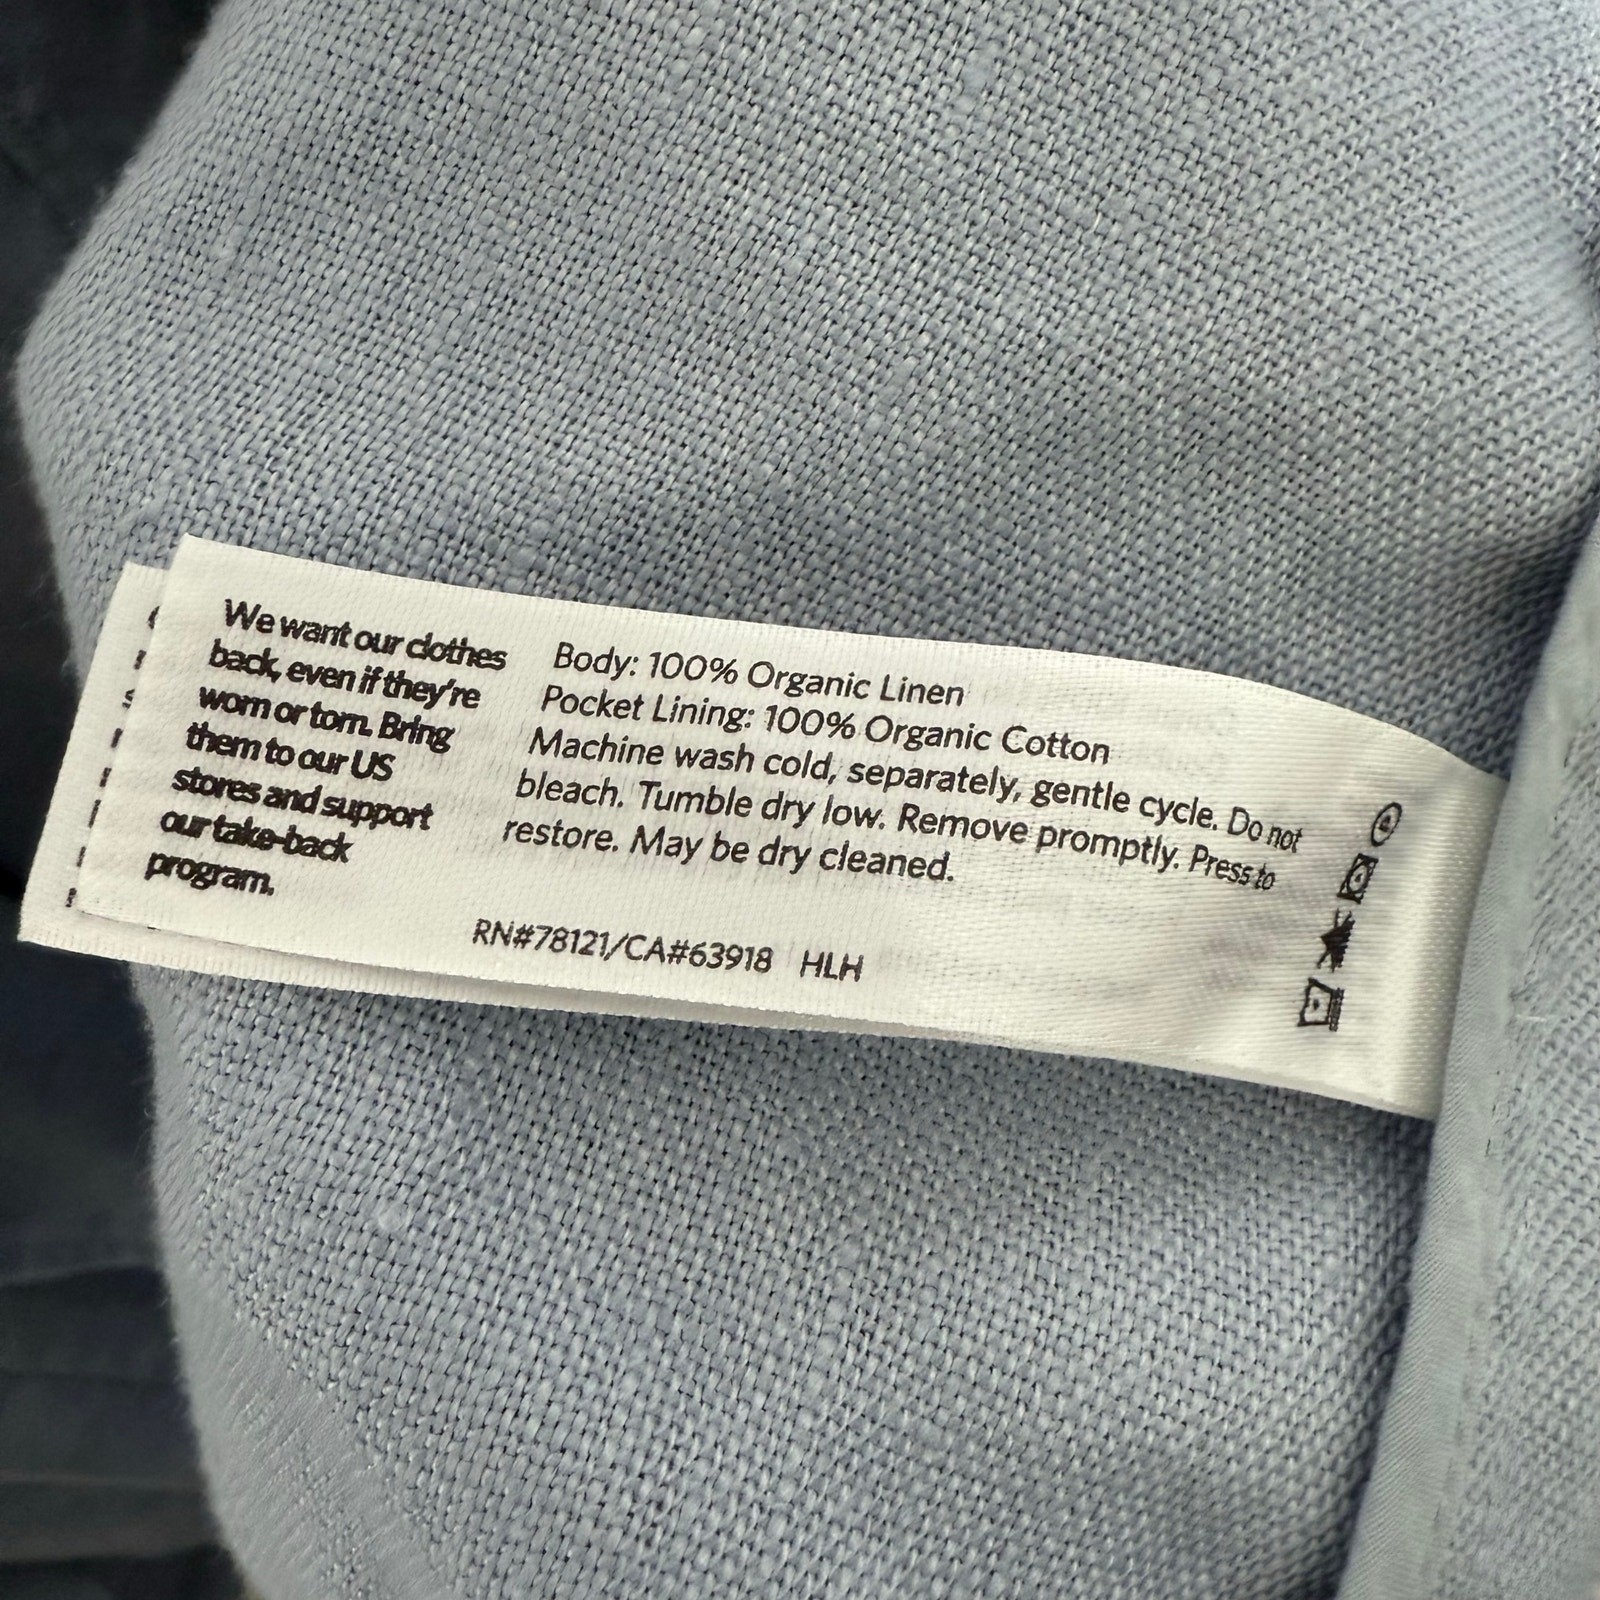 We want our clothes
back, even if they're
worn or torn. Bring
them to our US
stores and support
our take-back
program.
Body: 100% Organic Linen
Pocket Lining: 100% Organic Cotton
Machine wash cold, separately, gentle cycle. Do not
bleach. Tumble dry low. Remove promptly. Press to
restore. May be dry cleaned.
RN#78121/CA#63918 HLH